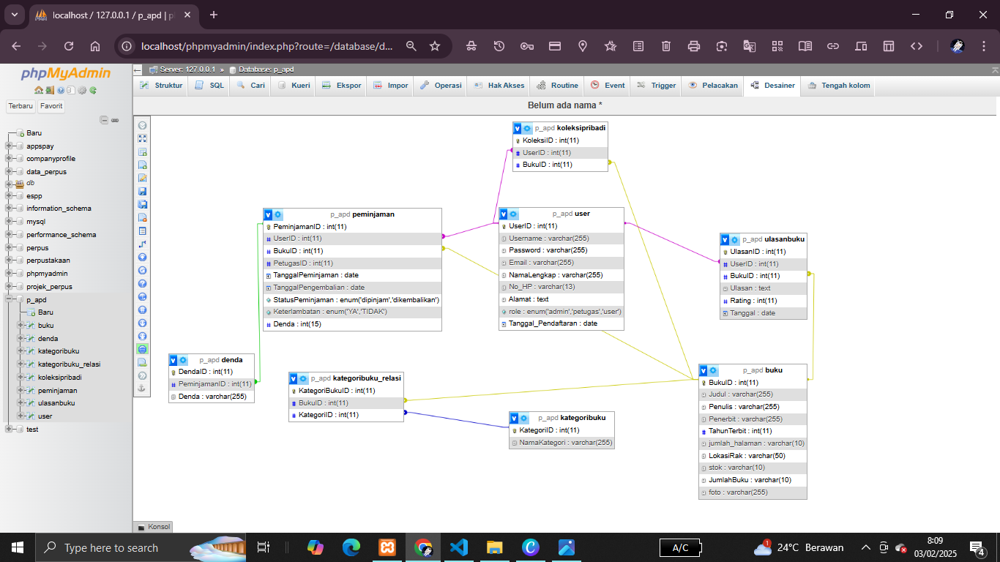 localhost / 127.0.0.1 / p_apd | p
localhost/phpmyadmin/index.php?route=/database/d...
phpMyAdmin
Terbaru
Favorit
Baru
appspay
companyprofile
data_perpus
db
espp
information_schema
mysql
performance_schema
perpus
perpustakaan
phpmyadmin
projek_perpus
p_apd
Baru
buku
denda
kategoribuku
kategoribuku_relasi
koleksipribadi
peminjaman
ulasanbuku
user
test
Server: 127.0.0.1 » Database: p_apd
Struktur SQL Cari Kueri Ekspor Impor Operasi Hak Akses Routine Event Trigger Pelacakan Desainer Tengah kolom
Belum ada nama *
v p_apd koleksipribadi
KoleksiID : int(11)
# UserID : int(11)
# BukuID : int(11)
v p_apd peminjaman
PeminjamanID : int(11)
# UserID : int(11)
# BukuID : int(11)
# PetugasID : int(11)
TanggalPeminjaman : date
TanggalPengembalian : date
StatusPeminjaman : enum('dipinjam','dikembalikan')
Keterlambatan : enum('YA','TIDAK')
# Denda : int(15)
v p_apd user
UserID : int(11)
Username : varchar(255)
Password : varchar(255)
Email : varchar(255)
NamaLengkap : varchar(255)
No_HP : varchar(13)
Alamat : text
role : enum('admin','petugas','user')
Tanggal_Pendaftaran : date
v p_apd ulasanbuku
UlasanID : int(11)
# UserID : int(11)
# BukuID : int(11)
Ulasan : text
# Rating : int(11)
Tanggal : date
v p_apd denda
DendaID : int(11)
# PeminjamanID : int(11)
Denda : varchar(255)
v p_apd kategoribuku_relasi
KategoriBukuID : int(11)
# BukuID : int(11)
# KategoriID : int(11)
v p_apd kategoribuku
KategoriID : int(11)
NamaKategori : varchar(255)
v p_apd buku
BukuID : int(11)
Judul : varchar(255)
Penulis : varchar(255)
Penerbit : varchar(255)
# TahunTerbit : int(11)
jumlah_halaman : varchar(10)
LokasiRak : varchar(50)
stok : varchar(10)
JumlahBuku : varchar(10)
foto : varchar(255)
Konsol
Type here to search
A/C
1
24°C Berawan
8:09
03/02/2025
4